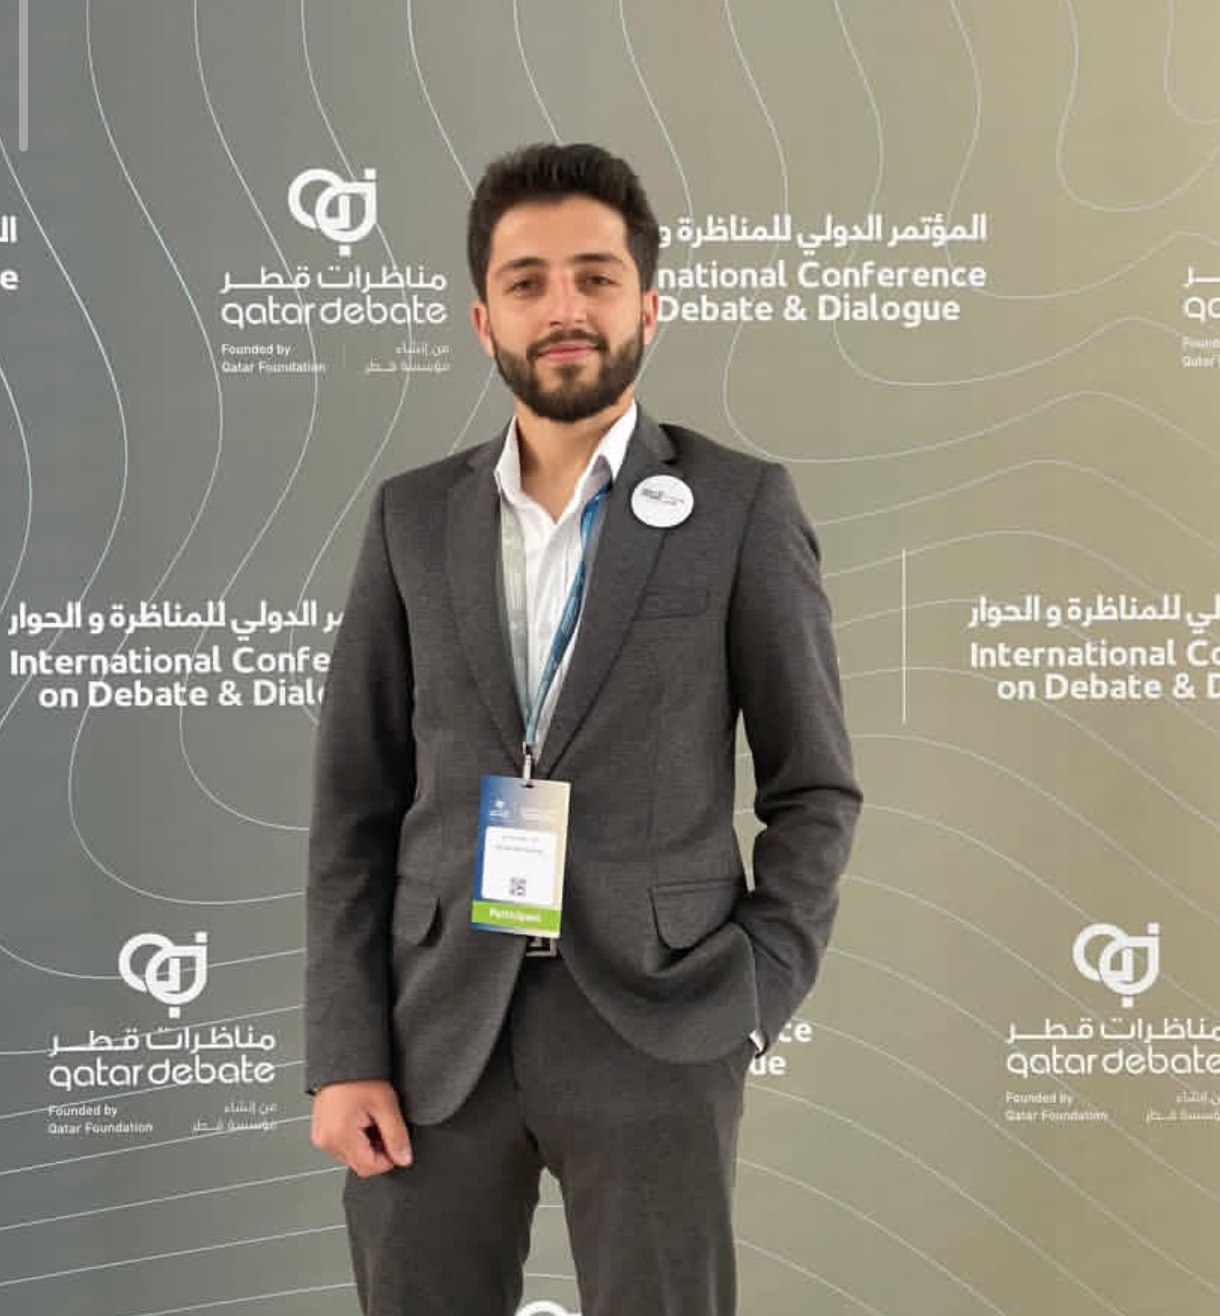 مناظرات قطر
qatar debate
Founded by
Qatar Foundation
من إنشاء
مؤسسة قطر
المؤتمر الدولي للمناظرة و
national Conference
Debate & Dialogue
الدولي للمناظرة و الحوار
International Confe
on Debate & Dial
للمناظرة و الحوار
International Co
on Debate & D
Participant
مناظرات قطر
qatar debate
Founded by
Qatar Foundation
من إنشاء
مؤسسة قطر
مناظرات قطر
qatar debate
Founded by
Qatar Foundation
من إنشاء
مؤسسة قطر